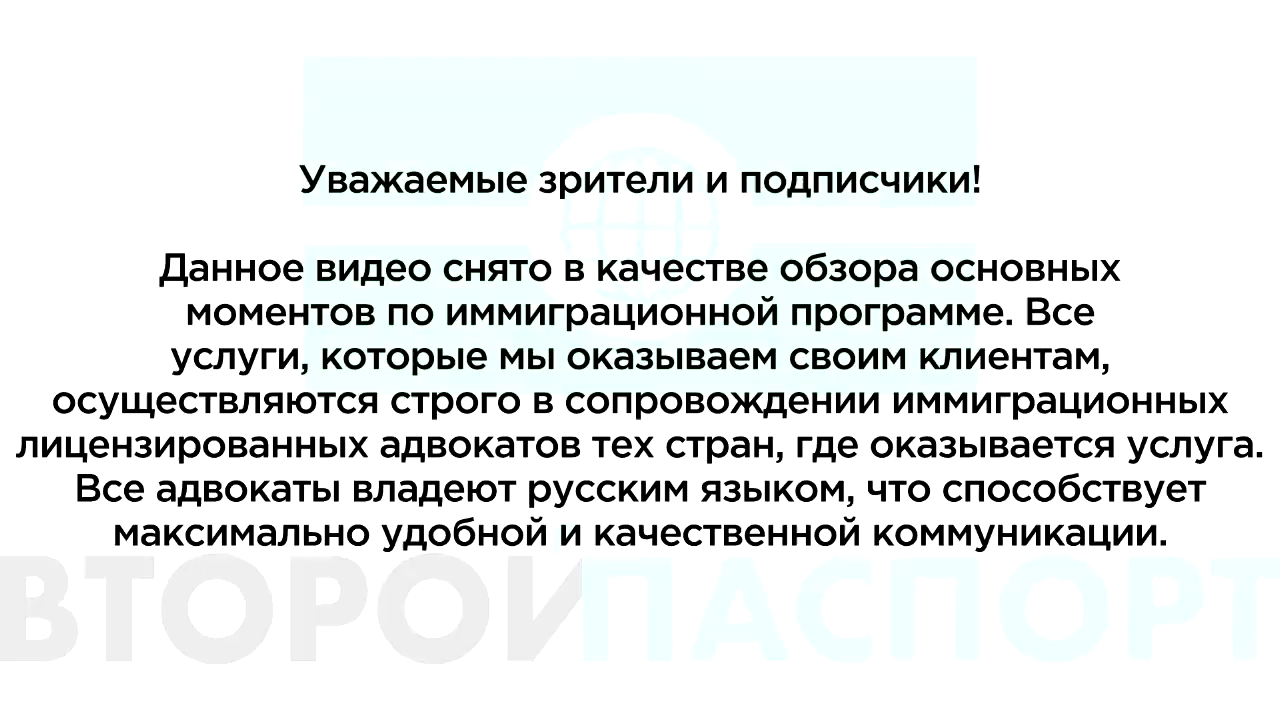 Уважаемые зрители и подписчики!
Данное видео снято в качестве обзора основных
моментов по иммиграционной программе. Все
услуги, которые мы оказываем своим клиентам,
осуществляются строго в сопровождении иммиграционных
лицензированных адвокатов тех стран, где оказывается услуга.
Все адвокаты владеют русским языком, что способствует
максимально удобной и качественной коммуникации.
ВТОРОЙ ПАСПОРТ